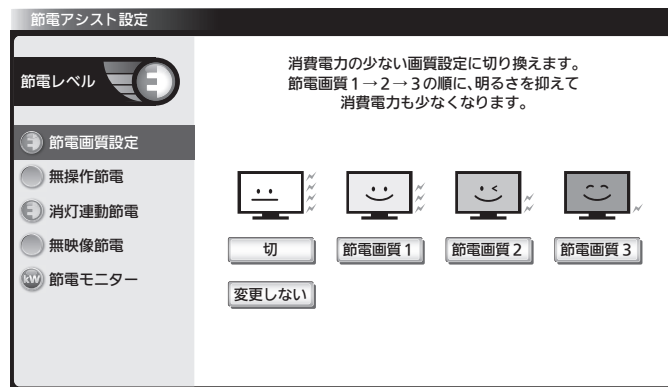 節電アシスト設定
節電レベル
E
消費電力の少ない画質設定に切り換えます。
節電画質1→2→3の順に、明るさを抑えて
消費電力も少なくなります。
E 節電画質設定
無操作節電
E 消灯連動節電
無映像節電
kW 節電モニター
切
節電画質1
節電画質2
節電画質3
変更しない